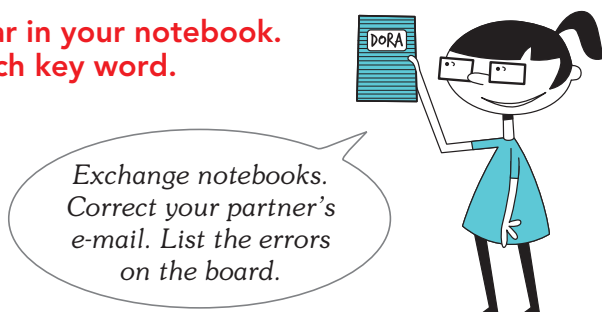 ar in your notebook.
ch key word.
DORA
Exchange notebooks.
Correct your partner's
e-mail. List the errors
on the board.